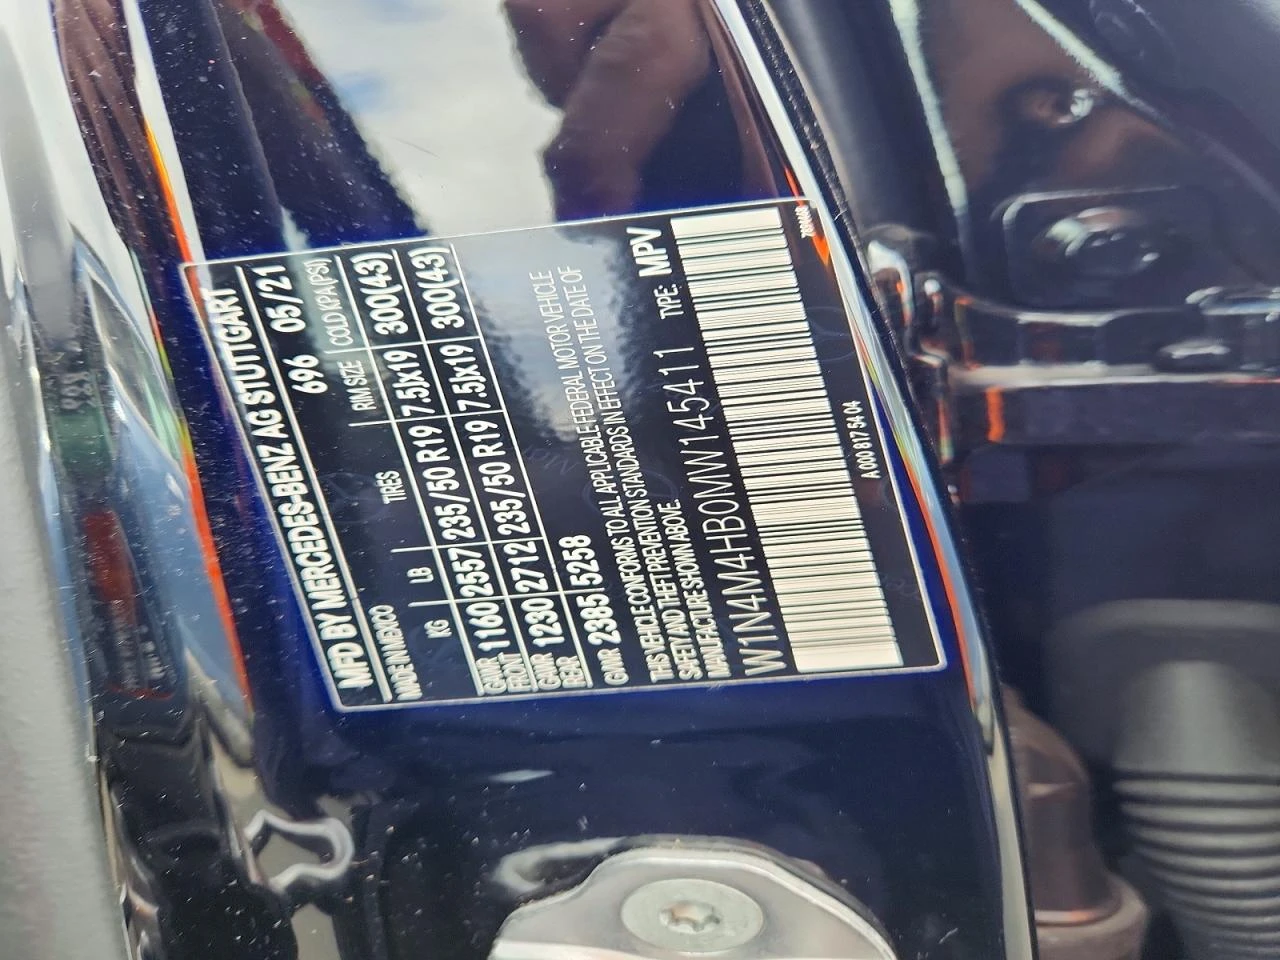 MFD BY MERCEDES-BENZ AG STUTTGART
MADE IN MEXICO 696 05/21
KG LB TIRES RIM SIZE COLD KPA(PSI)
GAWR FRONT 1160 2557 235/50 R19 7.5Jx19 300(43)
GAWR REAR 1230 2712 235/50 R19 7.5Jx19 300(43)
GVWR 2385 5258
THIS VEHICLE CONFORMS TO ALL APPLICABLE FEDERAL MOTOR VEHICLE
SAFETY AND THEFT PREVENTION STANDARDS IN EFFECT ON THE DATE OF
MANUFACTURE SHOWN ABOVE.
W1N4M4HB0MW145411 TYPE: MPV
A 000 817 54 04